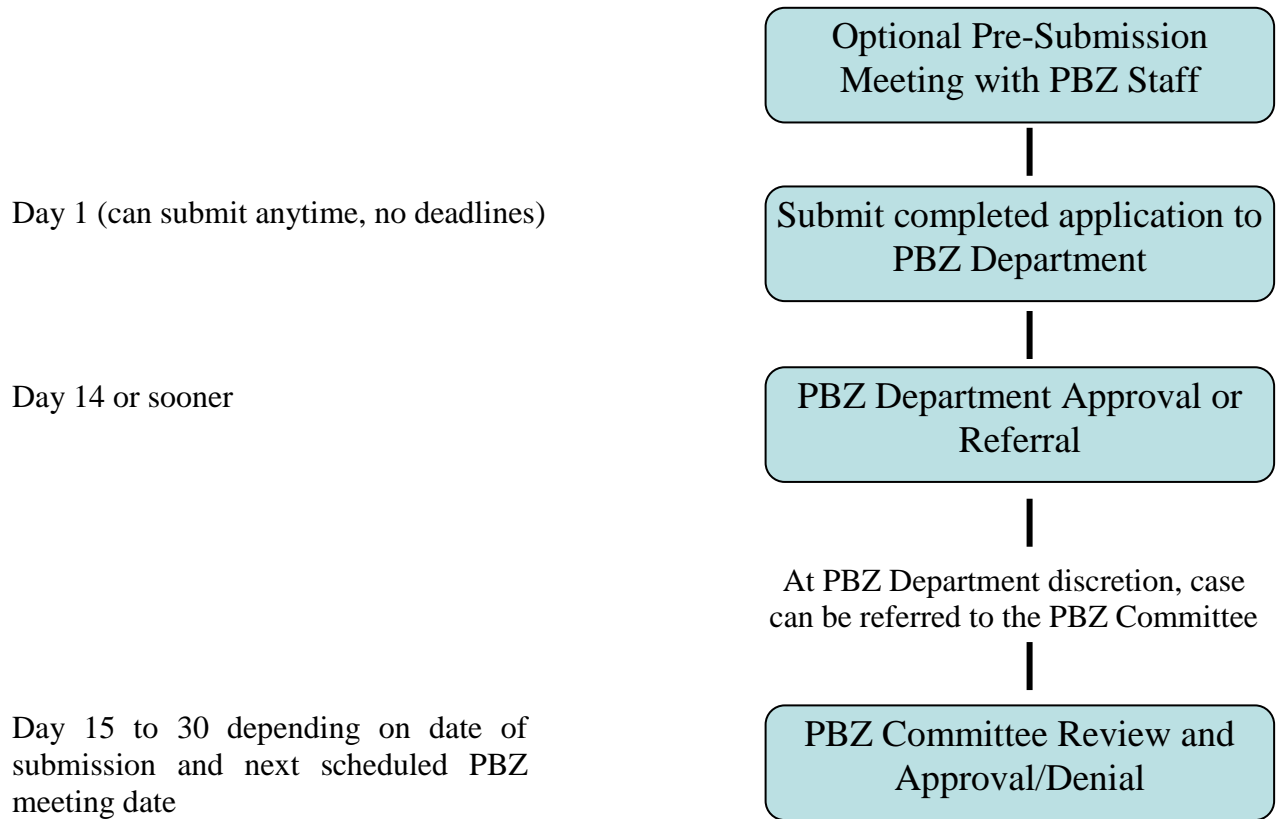 Optional Pre-Submission
Meeting with PBZ Staff
Day 1 (can submit anytime, no deadlines)
Submit completed application to
PBZ Department
Day 14 or sooner
PBZ Department Approval or
Referral
At PBZ Department discretion, case
can be referred to the PBZ Committee
Day 15 to 30 depending on date of
submission and next scheduled PBZ
meeting date
PBZ Committee Review and
Approval/Denial